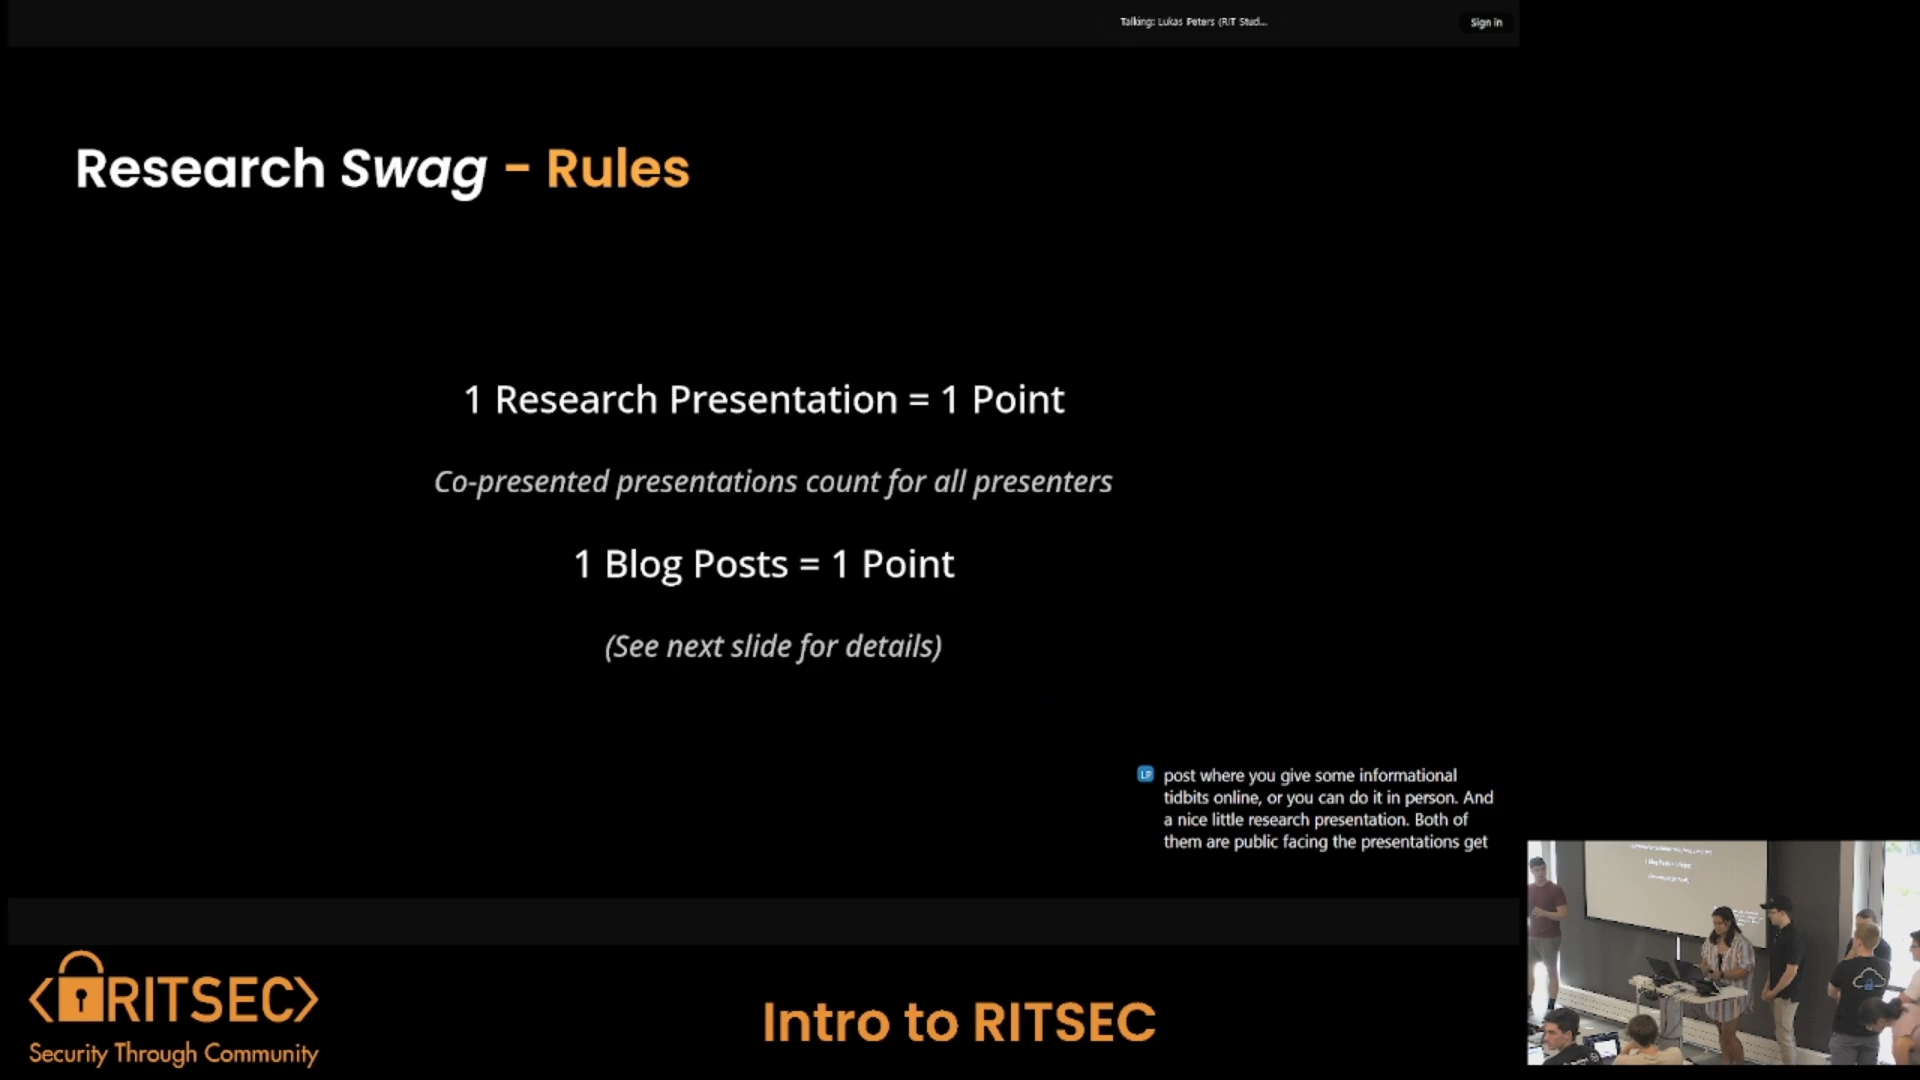 Talking: Lukas Peters (RIT Stud...
Sign in
Research Swag - Rules
1 Research Presentation = 1 Point
Co-presented presentations count for all presenters
1 Blog Posts = 1 Point
(See next slide for details)
LP
post where you give some informational
tidbits online, or you can do it in person. And
a nice little research presentation. Both of
them are public facing the presentations get
<RITSEC>
Security Through Community
Intro to RITSEC